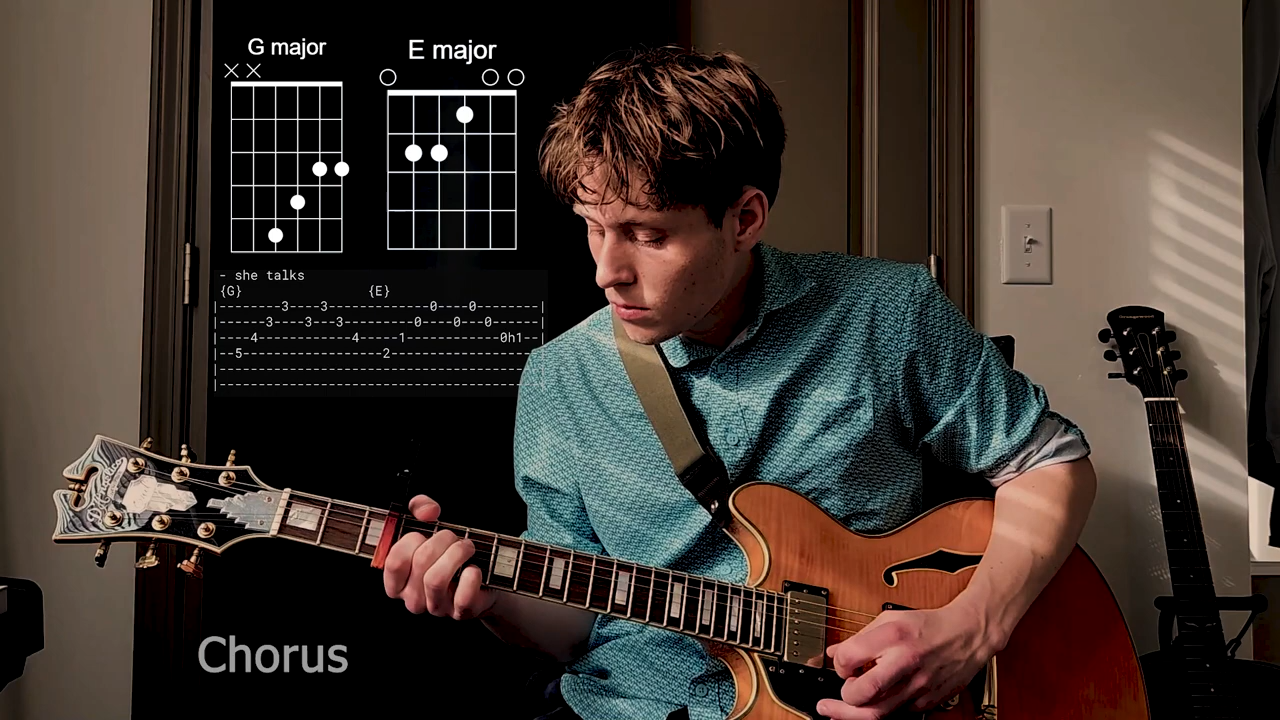 G major E major
X X O O O
- she talks
{G} {E}
|--------3----3-------------0----0--------|
|------3----3---3---------0----0---0------|
|----4------------4-----1------------0h1--|
|--5------------------2-----------------
|---------------------------------------
|---------------------------------------
Chorus